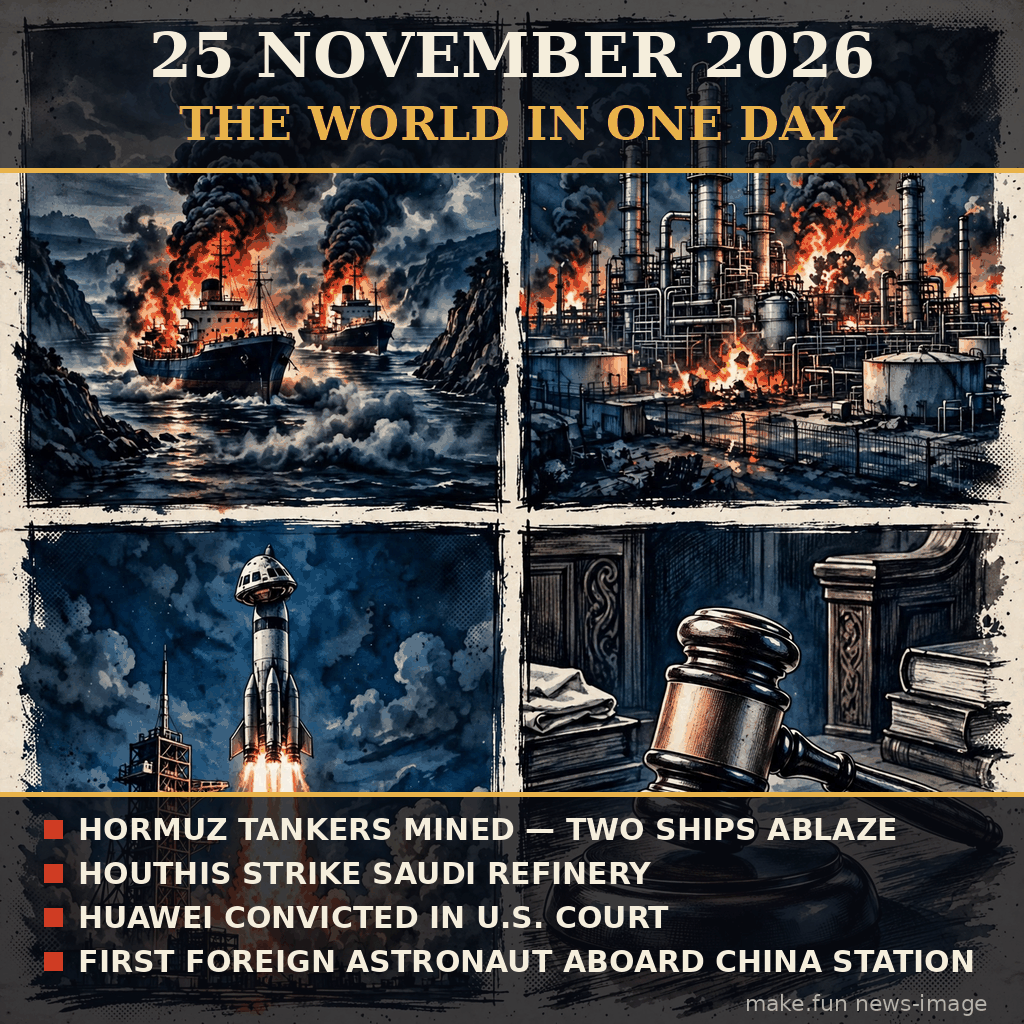 25 NOVEMBER 2026
THE WORLD IN ONE DAY
HORMUZ TANKERS MINED — TWO SHIPS ABLAZE
HOUTHIS STRIKE SAUDI REFINERY
HUAWEI CONVICTED IN U.S. COURT
FIRST FOREIGN ASTRONAUT ABOARD CHINA STATION
make.fun news-image